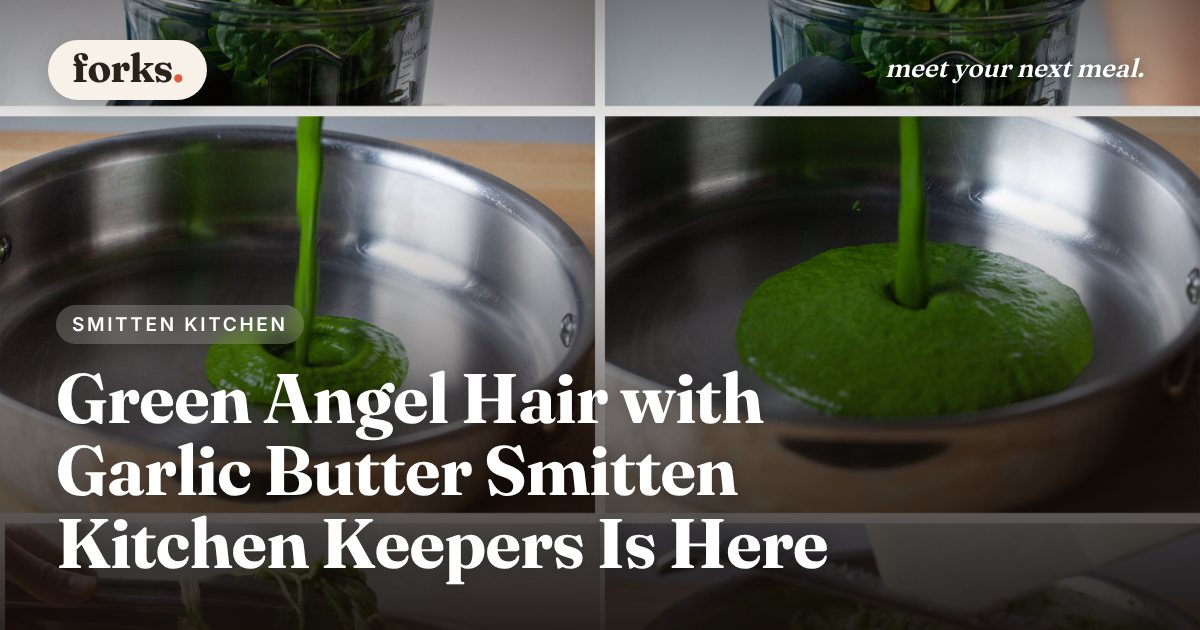 forks.
meet your next meal.
SMITTEN KITCHEN
Green Angel Hair with
Garlic Butter Smitten
Kitchen Keepers Is Here